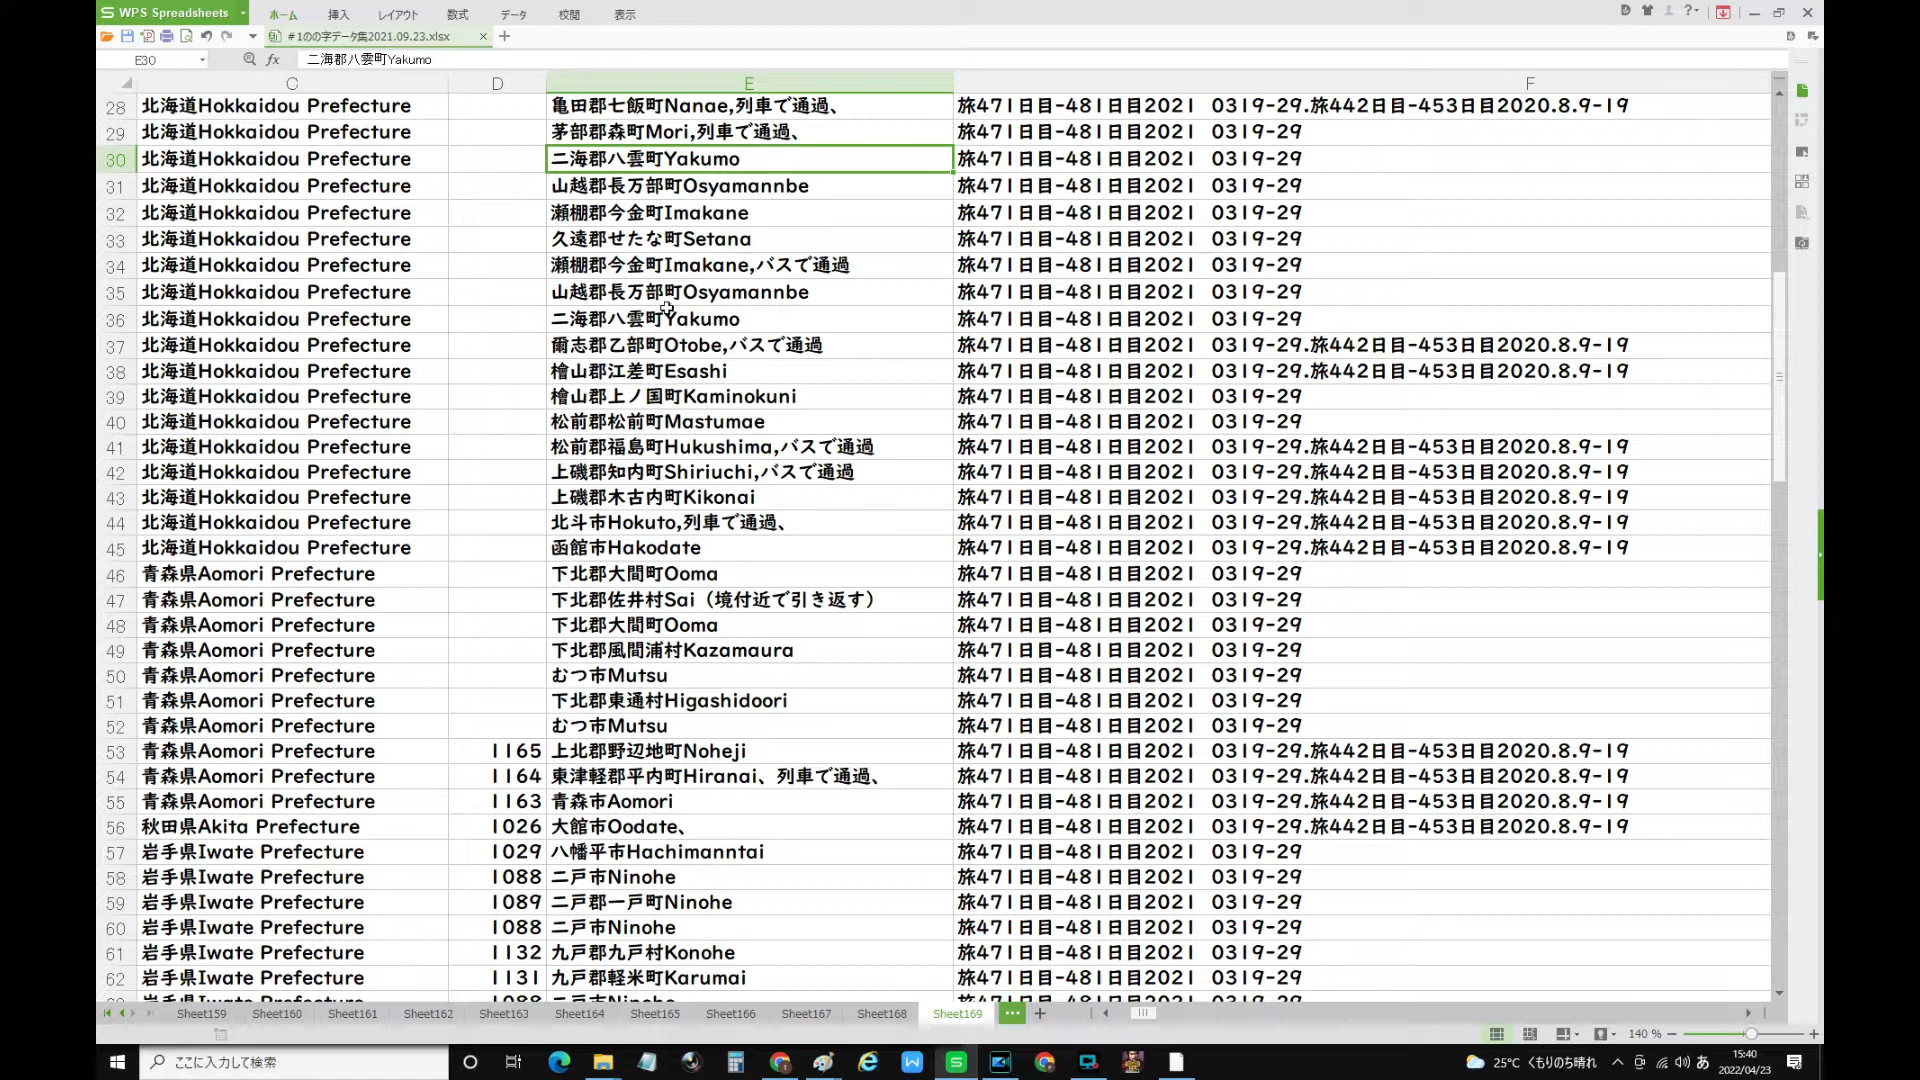 WPS Spreadsheets ホーム 挿入 レイアウト 数式 データ 校閲 表示
#1のの字データ集2021.09.23.xlsx
E30 fx 二海郡八雲町Yakumo
C D E F
28 北海道Hokkaidou Prefecture 亀田郡七飯町Nanae,列車で通過、 旅471日目-481日目2021 0319-29.旅442日目-453日目2020.8.9-19
29 北海道Hokkaidou Prefecture 茅部郡森町Mori,列車で通過、 旅471日目-481日目2021 0319-29
30 北海道Hokkaidou Prefecture 二海郡八雲町Yakumo 旅471日目-481日目2021 0319-29
31 北海道Hokkaidou Prefecture 山越郡長万部町Osyamannbe 旅471日目-481日目2021 0319-29
32 北海道Hokkaidou Prefecture 瀬棚郡今金町Imakane 旅471日目-481日目2021 0319-29
33 北海道Hokkaidou Prefecture 久遠郡せたな町Setana 旅471日目-481日目2021 0319-29
34 北海道Hokkaidou Prefecture 瀬棚郡今金町Imakane,バスで通過 旅471日目-481日目2021 0319-29
35 北海道Hokkaidou Prefecture 山越郡長万部町Osyamannbe 旅471日目-481日目2021 0319-29
36 北海道Hokkaidou Prefecture 二海郡八雲町Yakumo 旅471日目-481日目2021 0319-29
37 北海道Hokkaidou Prefecture 爾志郡乙部町Otobe,バスで通過 旅471日目-481日目2021 0319-29.旅442日目-453日目2020.8.9-19
38 北海道Hokkaidou Prefecture 檜山郡江差町Esashi 旅471日目-481日目2021 0319-29.旅442日目-453日目2020.8.9-19
39 北海道Hokkaidou Prefecture 檜山郡上ノ国町Kaminokuni 旅471日目-481日目2021 0319-29
40 北海道Hokkaidou Prefecture 松前郡松前町Mastumae 旅471日目-481日目2021 0319-29
41 北海道Hokkaidou Prefecture 松前郡福島町Hukushima,バスで通過 旅471日目-481日目2021 0319-29.旅442日目-453日目2020.8.9-19
42 北海道Hokkaidou Prefecture 上磯郡知内町Shiriuchi,バスで通過 旅471日目-481日目2021 0319-29.旅442日目-453日目2020.8.9-19
43 北海道Hokkaidou Prefecture 上磯郡木古内町Kikonai 旅471日目-481日目2021 0319-29.旅442日目-453日目2020.8.9-19
44 北海道Hokkaidou Prefecture 北斗市Hokuto,列車で通過、 旅471日目-481日目2021 0319-29.旅442日目-453日目2020.8.9-19
45 北海道Hokkaidou Prefecture 函館市Hakodate 旅471日目-481日目2021 0319-29.旅442日目-453日目2020.8.9-19
46 青森県Aomori Prefecture 下北郡大間町Ooma 旅471日目-481日目2021 0319-29
47 青森県Aomori Prefecture 下北郡佐井村Sai（境付近で引き返す） 旅471日目-481日目2021 0319-29
48 青森県Aomori Prefecture 下北郡大間町Ooma 旅471日目-481日目2021 0319-29
49 青森県Aomori Prefecture 下北郡風間浦村Kazamaura 旅471日目-481日目2021 0319-29
50 青森県Aomori Prefecture むつ市Mutsu 旅471日目-481日目2021 0319-29
51 青森県Aomori Prefecture 下北郡東通村Higashidoori 旅471日目-481日目2021 0319-29
52 青森県Aomori Prefecture むつ市Mutsu 旅471日目-481日目2021 0319-29
53 青森県Aomori Prefecture 1165 上北郡野辺地町Noheji 旅471日目-481日目2021 0319-29.旅442日目-453日目2020.8.9-19
54 青森県Aomori Prefecture 1164 東津軽郡平内町Hiranai、列車で通過、 旅471日目-481日目2021 0319-29.旅442日目-453日目2020.8.9-19
55 青森県Aomori Prefecture 1163 青森市Aomori 旅471日目-481日目2021 0319-29.旅442日目-453日目2020.8.9-19
56 秋田県Akita Prefecture 1026 大館市Oodate、 旅471日目-481日目2021 0319-29.旅442日目-453日目2020.8.9-19
57 岩手県Iwate Prefecture 1029 八幡平市Hachimanntai 旅471日目-481日目2021 0319-29
58 岩手県Iwate Prefecture 1088 二戸市Ninohe 旅471日目-481日目2021 0319-29
59 岩手県Iwate Prefecture 1089 二戸郡一戸町Ninohe 旅471日目-481日目2021 0319-29
60 岩手県Iwate Prefecture 1088 二戸市Ninohe 旅471日目-481日目2021 0319-29
61 岩手県Iwate Prefecture 1132 九戸郡九戸村Konohe 旅471日目-481日目2021 0319-29
62 岩手県Iwate Prefecture 1131 九戸郡軽米町Karumai 旅471日目-481日目2021 0319-29
Sheet159 Sheet160 Sheet161 Sheet162 Sheet163 Sheet164 Sheet165 Sheet166 Sheet167 Sheet168 Sheet169
140 %
ここに入力して検索 25°C くもりのち晴れ あ 15:40
2022/04/23